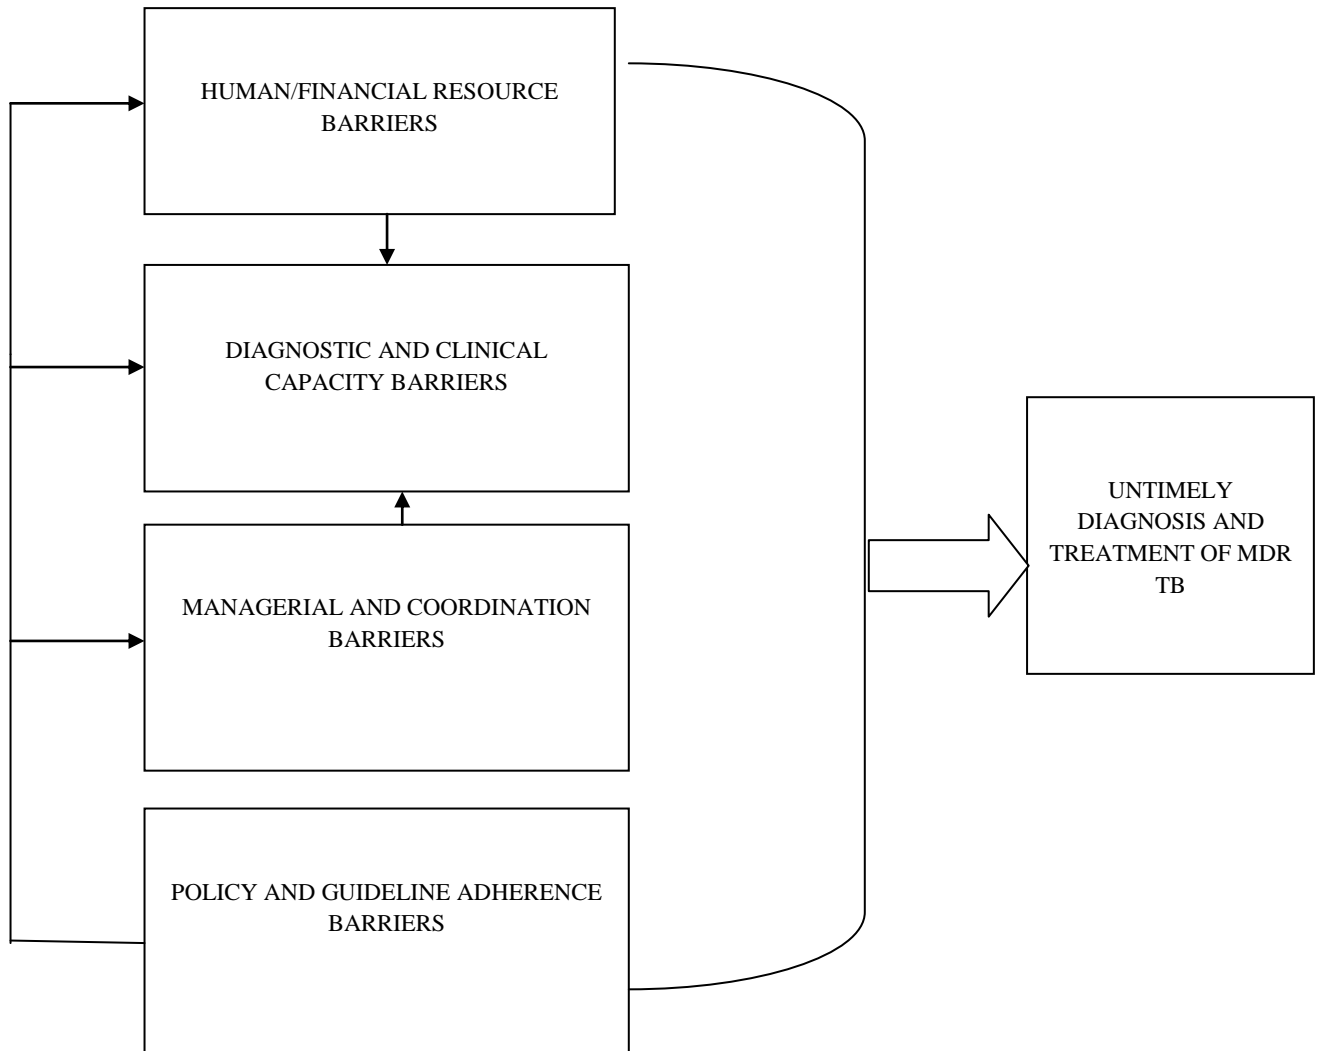 HUMAN/FINANCIAL RESOURCE
BARRIERS
DIAGNOSTIC AND CLINICAL
CAPACITY BARRIERS
MANAGERIAL AND COORDINATION
BARRIERS
POLICY AND GUIDELINE ADHERENCE
BARRIERS
UNTIMELY
DIAGNOSIS AND
TREATMENT OF MDR
TB